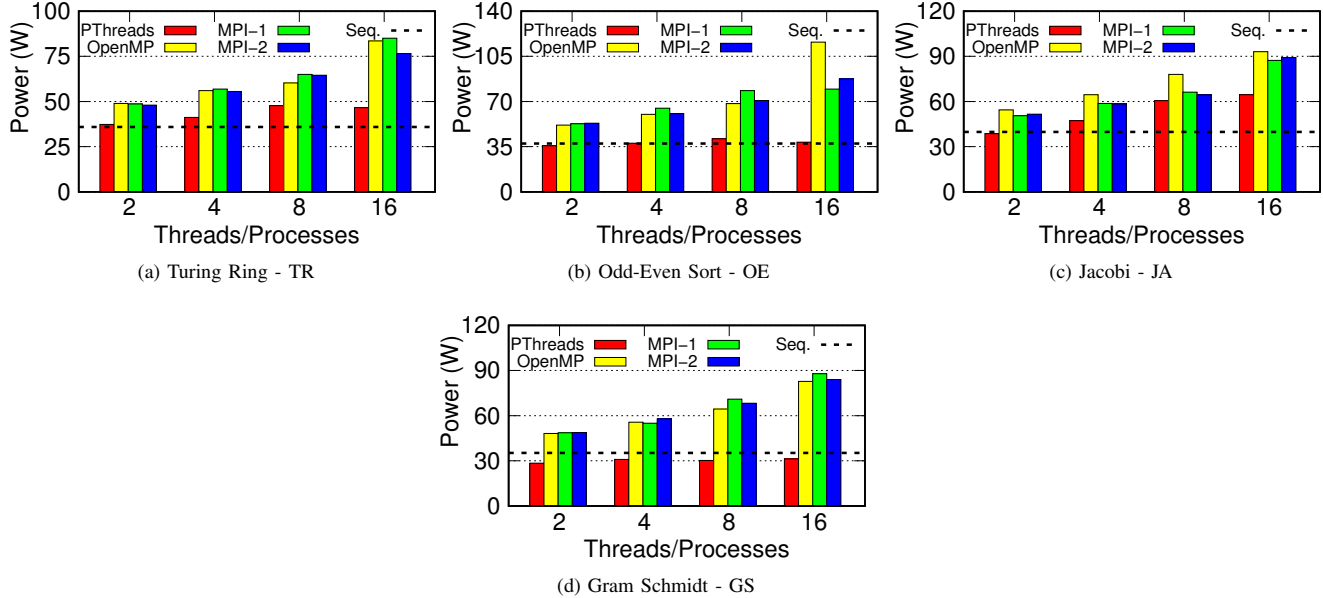 Power (W)
100
75
50
25
0
PThreads MPI−1 Seq.
OpenMP MPI−2
2 4 8 16
Threads/Processes
(a) Turing Ring - TR
Power (W)
140
105
70
35
0
PThreads MPI−1 Seq.
OpenMP MPI−2
2 4 8 16
Threads/Processes
(b) Odd-Even Sort - OE
Power (W)
120
90
60
30
0
PThreads MPI−1 Seq.
OpenMP MPI−2
2 4 8 16
Threads/Processes
(c) Jacobi - JA
Power (W)
120
90
60
30
0
PThreads MPI−1 Seq.
OpenMP MPI−2
2 4 8 16
Threads/Processes
(d) Gram Schmidt - GS